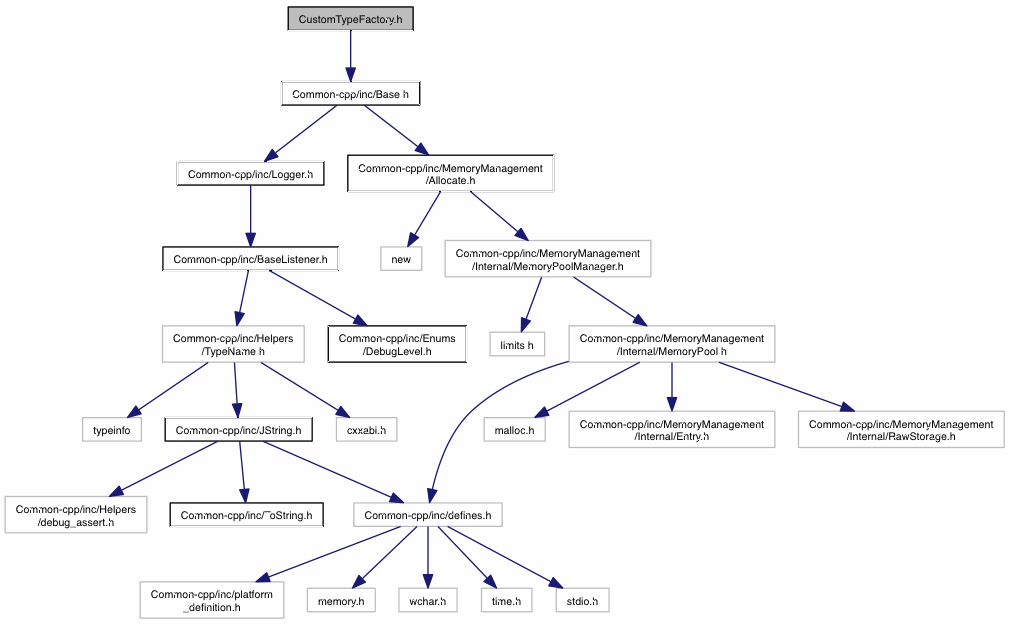 CustomTypeFactory.h
Common-cpp/inc/Base.h
Common-cpp/inc/Logger.h
Common-cpp/inc/MemoryManagement
/Allocate.h
new
Common-cpp/inc/MemoryManagement
/Internal/MemoryPoolManager.h
Common-cpp/inc/BaseListener.h
Common-cpp/inc/Helpers
/TypeName.h
Common-cpp/inc/Enums
/DebugLevel.h
limits.h
Common-cpp/inc/MemoryManagement
/Internal/MemoryPool.h
typeinfo
Common-cpp/inc/JString.h
cxxabi.h
malloc.h
Common-cpp/inc/MemoryManagement
/Internal/Entry.h
Common-cpp/inc/MemoryManagement
/Internal/RawStorage.h
Common-cpp/inc/Helpers
/debug_assert.h
Common-cpp/inc/ToString.h
Common-cpp/inc/defines.h
Common-cpp/inc/platform
_definition.h
memory.h
wchar.h
time.h
stdio.h